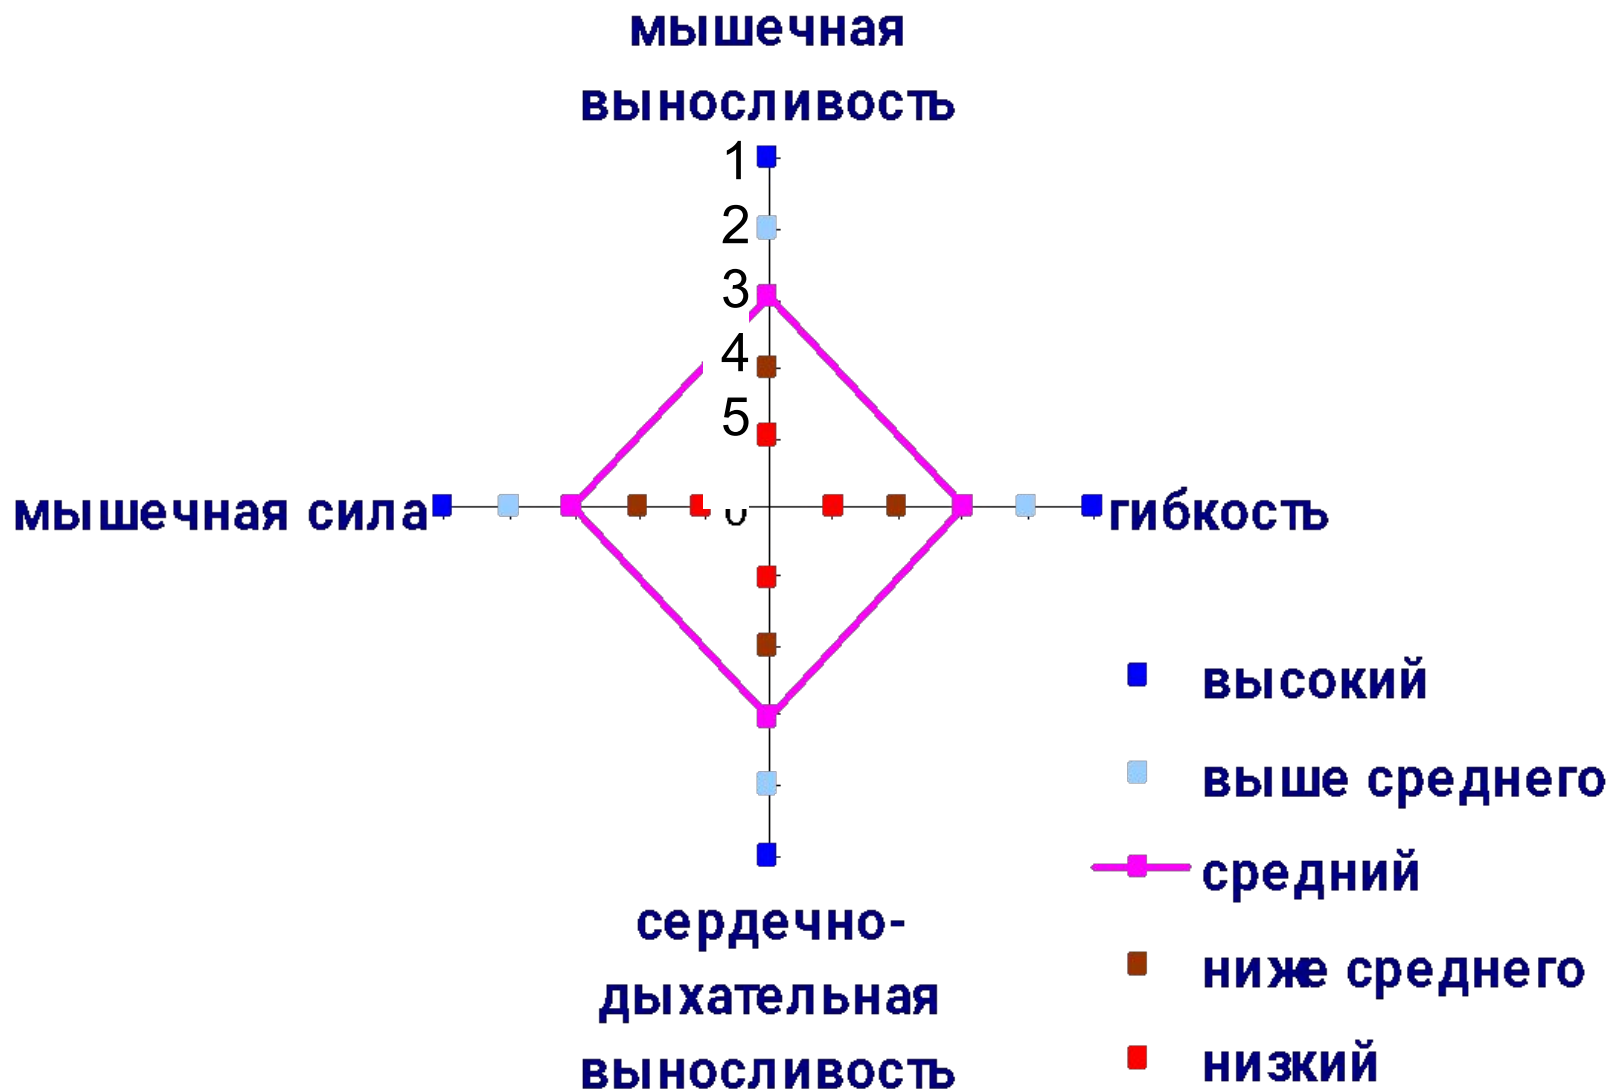 мышечная
выносливость
1
2
3
4
5
мышечная сила
гибкость
высокий
выше среднего
средний
ниже среднего
низкий
сердечно-
дыхательная
выносливость